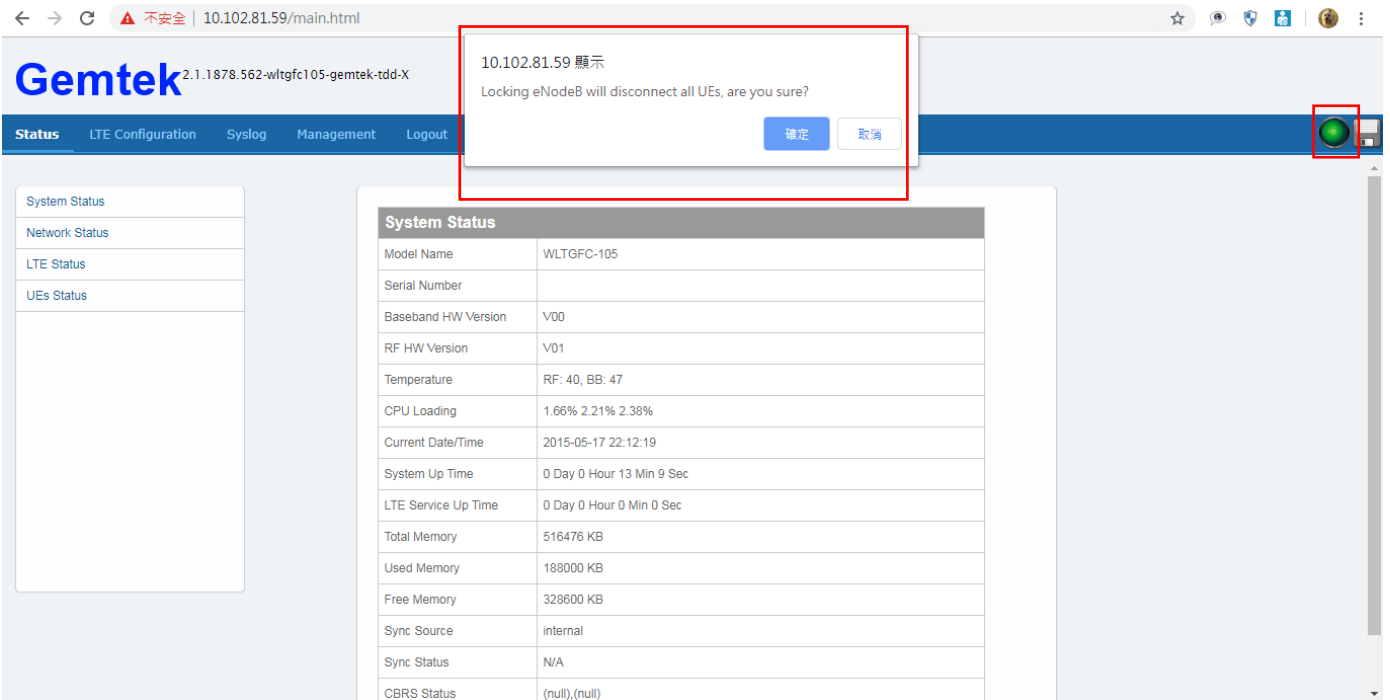 不安全 10.102.81.59/main.html
10.102.81.59 顯示
Locking eNodeB will disconnect all UEs, are you sure?
確定 取消
Gemtek 2.1.1878.562-wltgfc105-gemtek-tdd-X
Status LTE Configuration Syslog Management Logout
System Status
Network Status
LTE Status
UEs Status
System Status
Model Name WLTGFC-105
Serial Number
Baseband HW Version V00
RF HW Version V01
Temperature RF: 40, BB: 47
CPU Loading 1.66% 2.21% 2.38%
Current Date/Time 2015-05-17 22:12:19
System Up Time 0 Day 0 Hour 13 Min 9 Sec
LTE Service Up Time 0 Day 0 Hour 0 Min 0 Sec
Total Memory 516476 KB
Used Memory 188000 KB
Free Memory 328600 KB
Sync Source internal
Sync Status N/A
CBRS Status (null),(null)